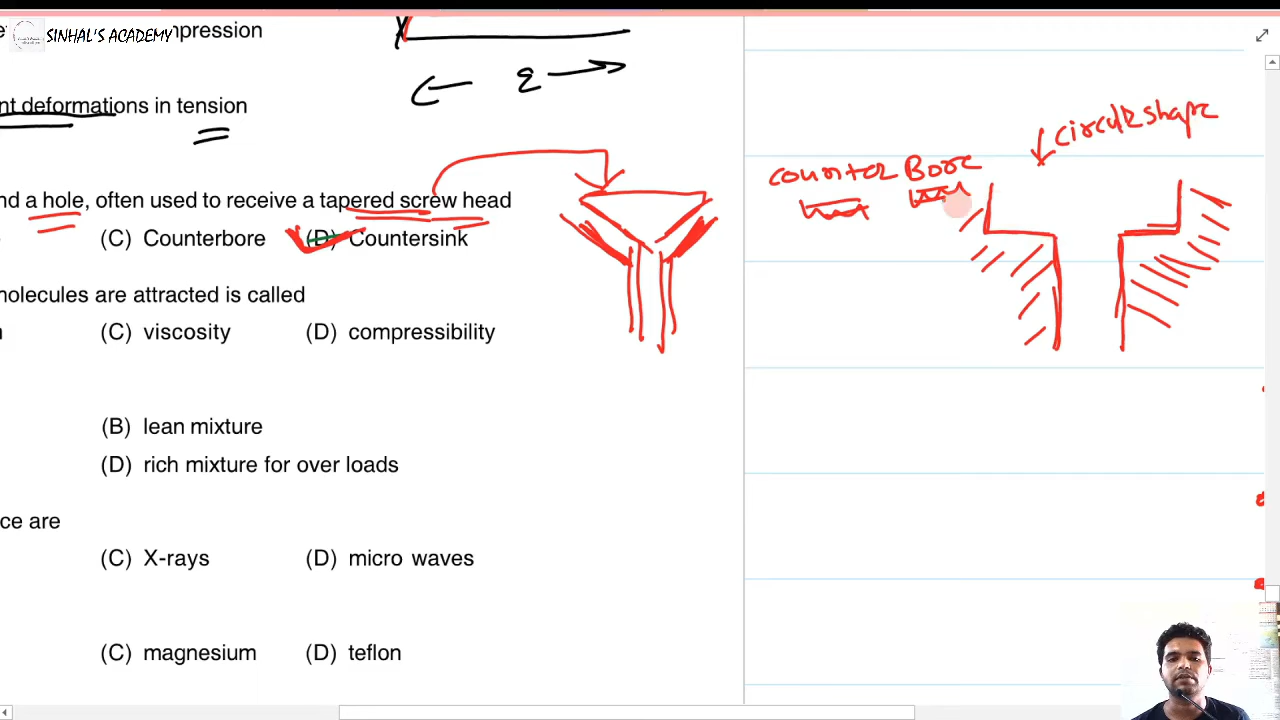 SINHAL'S ACADEMY
mpression
nt deformations in tension
ε
nd a hole, often used to receive a tapered screw head
(C) Counterbore (D) Countersink
nolecules are attracted is called
(C) viscosity (D) compressibility
(B) lean mixture
(D) rich mixture for over loads
ce are
(C) X-rays (D) micro waves
(C) magnesium (D) teflon
circulr shape
counter Bore